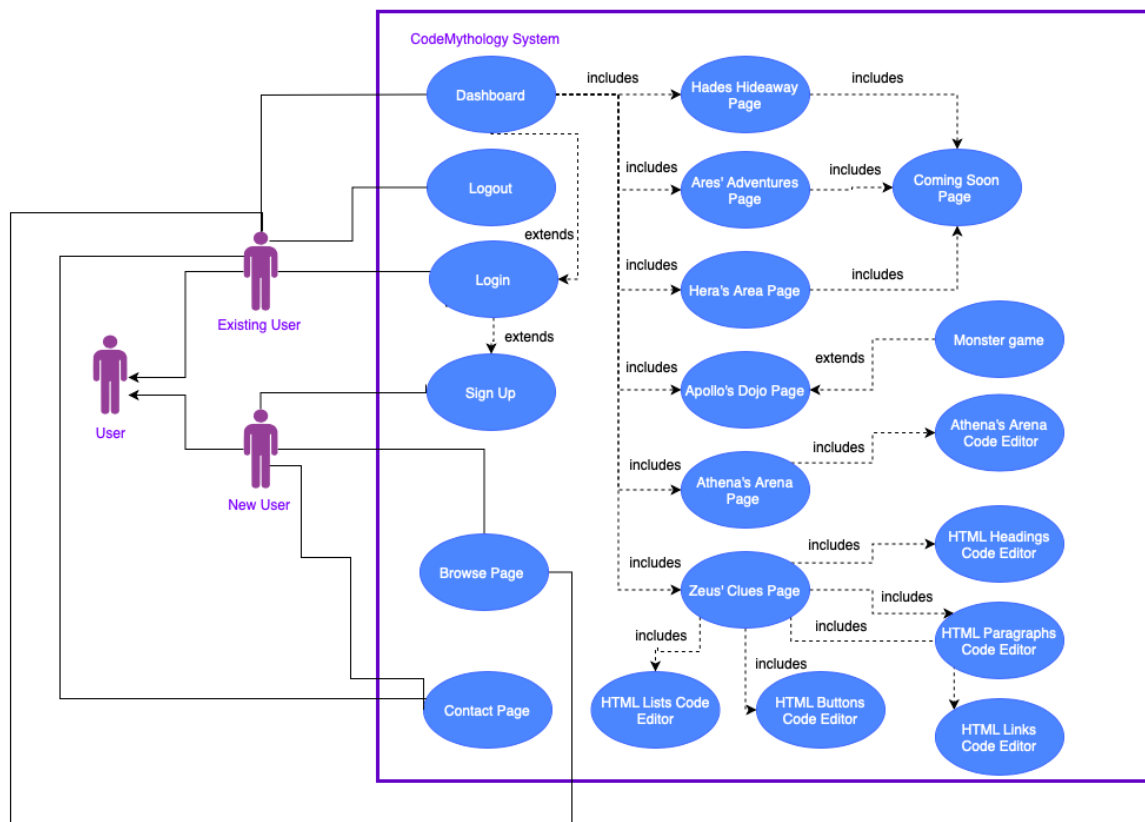 CodeMythology System
Dashboard
includes
Hades Hideaway
Page
includes
Logout
includes
Ares' Adventures
Page
includes
Coming Soon
Page
extends
Existing User
Login
includes
Hera's Area Page
includes
extends
Monster game
extends
User
Sign Up
includes
Apollo's Dojo Page
Athena's Arena
Code Editor
includes
New User
includes
Athena's Arena
Page
HTML Headings
Code Editor
includes
Browse Page
includes
Zeus' Clues Page
includes
includes
HTML Paragraphs
Code Editor
includes
includes
Contact Page
HTML Lists Code
Editor
HTML Buttons
Code Editor
HTML Links
Code Editor